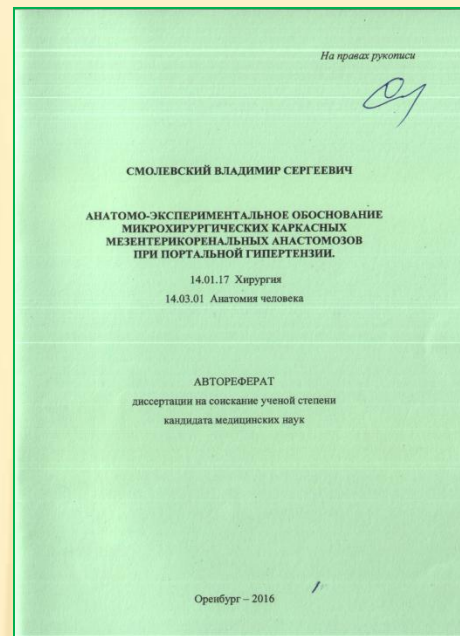 На правах рукописи
СМОЛЕВСКИЙ ВЛАДИМИР СЕРГЕЕВИЧ
АНАТОМО-ЭКСПЕРИМЕНТАЛЬНОЕ ОБОСНОВАНИЕ
МИКРОХИРУРГИЧЕСКИХ КАРКАСНЫХ
МЕЗЕНТЕРИКОРЕНАЛЬНЫХ АНАСТОМОЗОВ
ПРИ ПОРТАЛЬНОЙ ГИПЕРТЕНЗИИ.
14.01.17 Хирургия
14.03.01 Анатомия человека
АВТОРЕФЕРАТ
диссертации на соискание ученой степени
кандидата медицинских наук
Оренбург – 2016